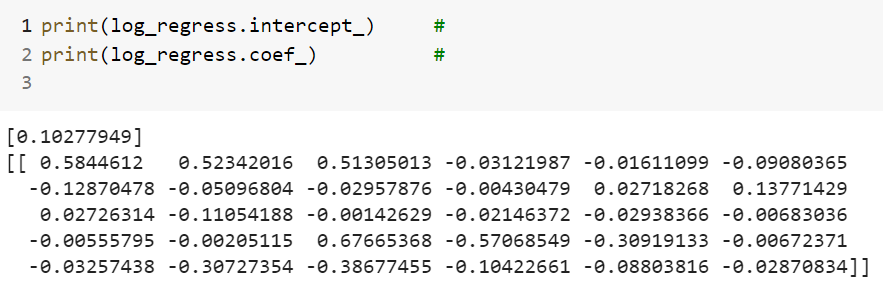 1 print(log_regress.intercept_)     #
2 print(log_regress.coef_)          #
3
[0.10277949]
[[ 0.5844612   0.52342016  0.51305013 -0.03121987 -0.01611099 -0.09080365
  -0.12870478 -0.05096804 -0.02957876 -0.00430479  0.02718268  0.13771429
   0.02726314 -0.11054188 -0.00142629 -0.02146372 -0.02938366 -0.00683036
  -0.00555795 -0.00205115  0.67665368 -0.57068549 -0.30919133 -0.00672371
  -0.03257438 -0.30727354 -0.38677455 -0.10422661 -0.08803816 -0.02870834]]